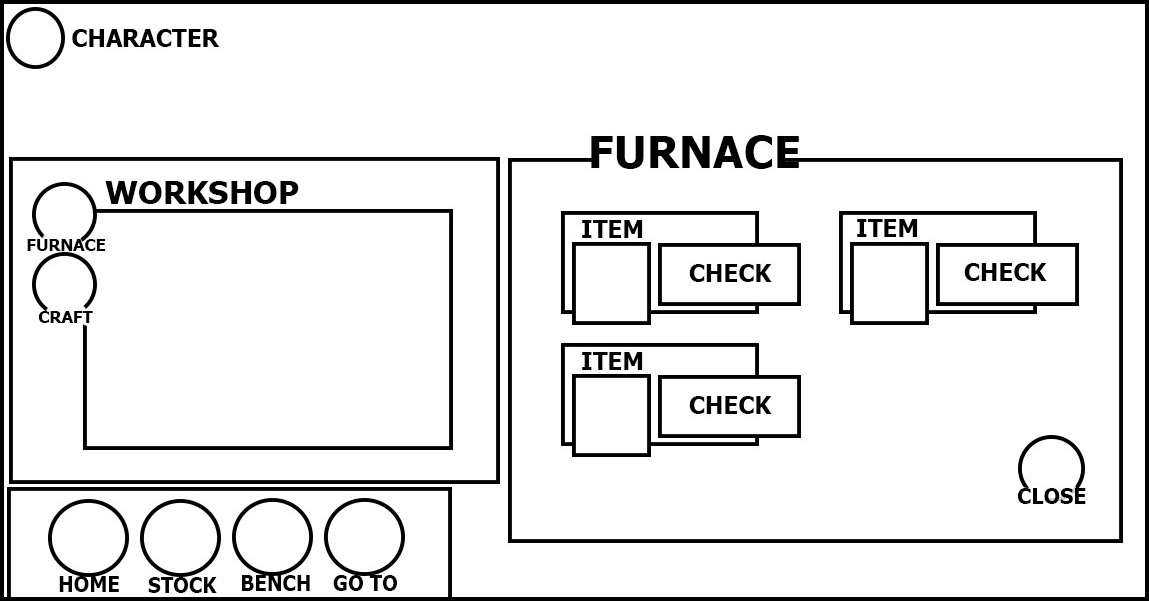 CHARACTER
WORKSHOP
FURNACE
CRAFT
FURNACE
ITEM
CHECK
ITEM
CHECK
ITEM
CHECK
CLOSE
HOME
STOCK
BENCH
GO TO